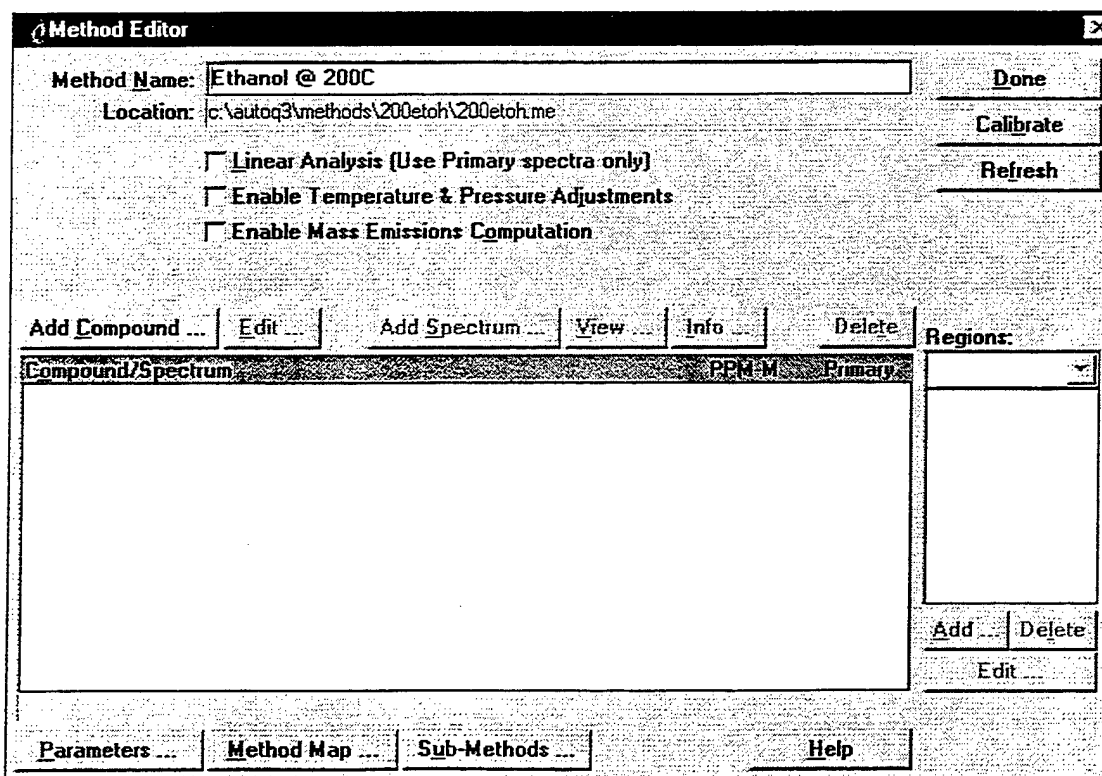 Method Editor
Method Name: Ethanol @ 200C
Done
Location: c:\autoq3\methods\200etoh\200etoh.me
Calibrate
Linear Analysis (Use Primary spectra only)
Refresh
Enable Temperature & Pressure Adjustments
Enable Mass Emissions Computation
Add Compound ... Edit ... Add Spectrum ... View ... Info ... Delete
Regions:
Compound/Spectrum PPM-M Primary
Add ... Delete
Edit ...
Parameters ... Method Map ... Sub-Methods ... Help